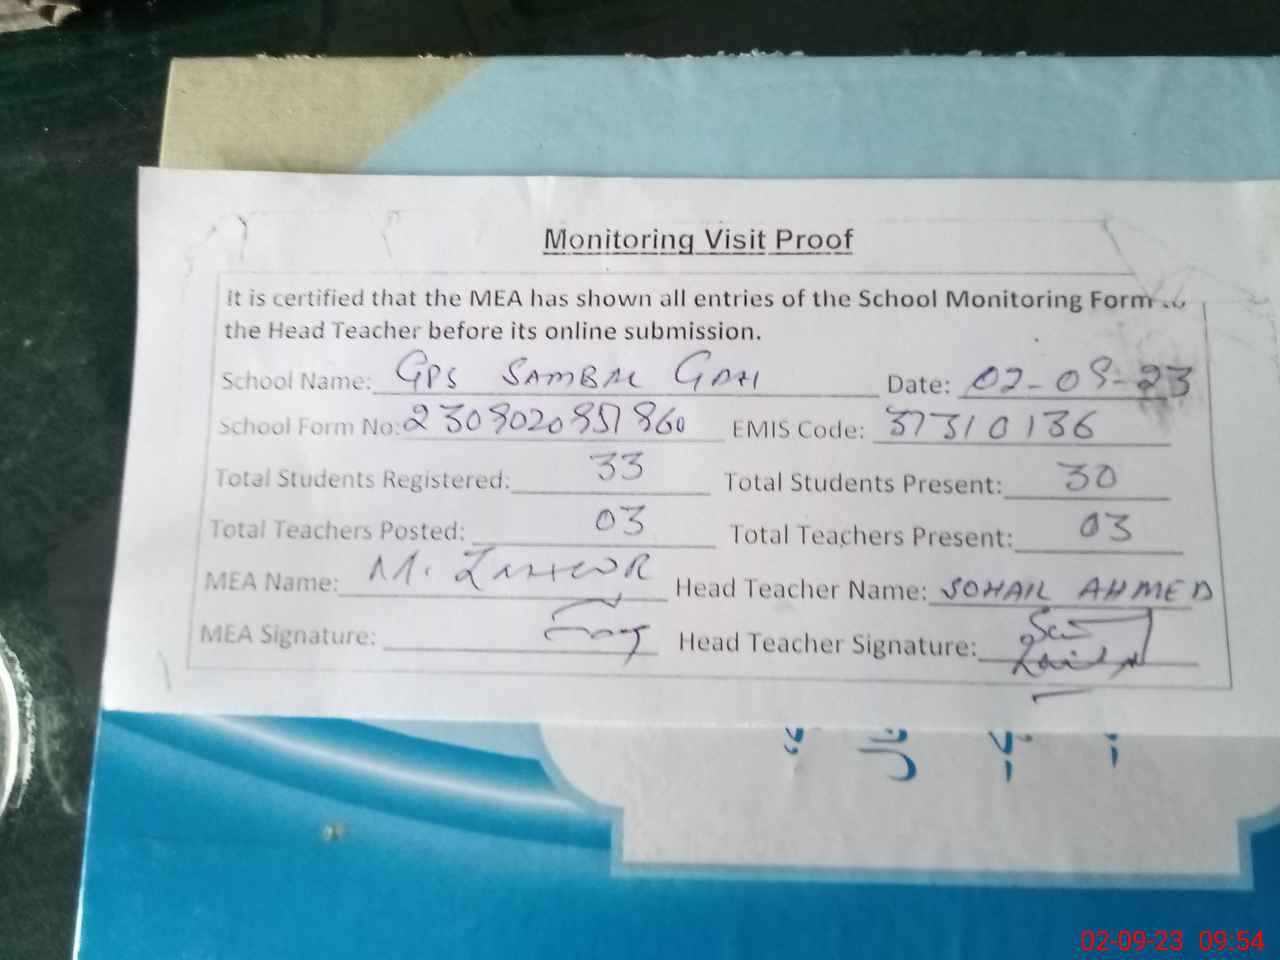 Monitoring Visit Proof
It is certified that the MEA has shown all entries of the School Monitoring Form to
the Head Teacher before its online submission.
School Name: GPS SAMBAL GAHI Date: 02-09-23
School Form No: EMIS Code: 37310136
Total Students Registered: 33 Total Students Present: 30
Total Teachers Posted: 03 Total Teachers Present: 03
MEA Name: M. Head Teacher Name: SOHAIL AHMED
MEA Signature: Head Teacher Signature:
02-09-23 09:54